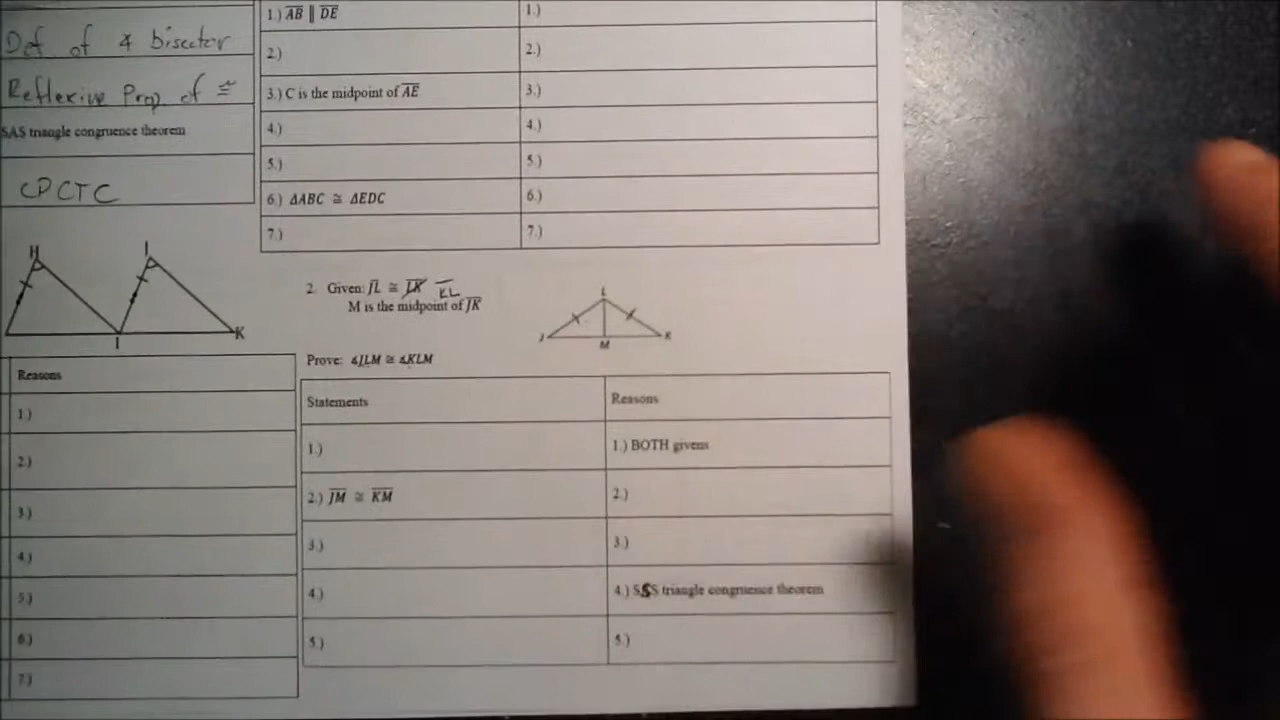 Def of ∡ bisector
Reflexive Prop of ≅
SAS triangle congruence theorem
CPCTC
1.) AB ∥ DE 1.)
2.) 2.)
3.) C is the midpoint of AE 3.)
4.) 4.)
5.) 5.)
6.) ΔABC ≅ ΔEDC 6.)
7.) 7.)
H I
I K
Reasons
1.)
2.)
3.)
4.)
5.)
6.)
7.)
2. Given: JL ≅ JK KL
M is the midpoint of JK
L
J M K
Prove: ∡JLM ≅ ∡KLM
Statements Reasons
1.) 1.) BOTH givens
2.) JM ≅ KM 2.)
3.) 3.)
4.) 4.) SSS triangle congruence theorem
5.) 5.)